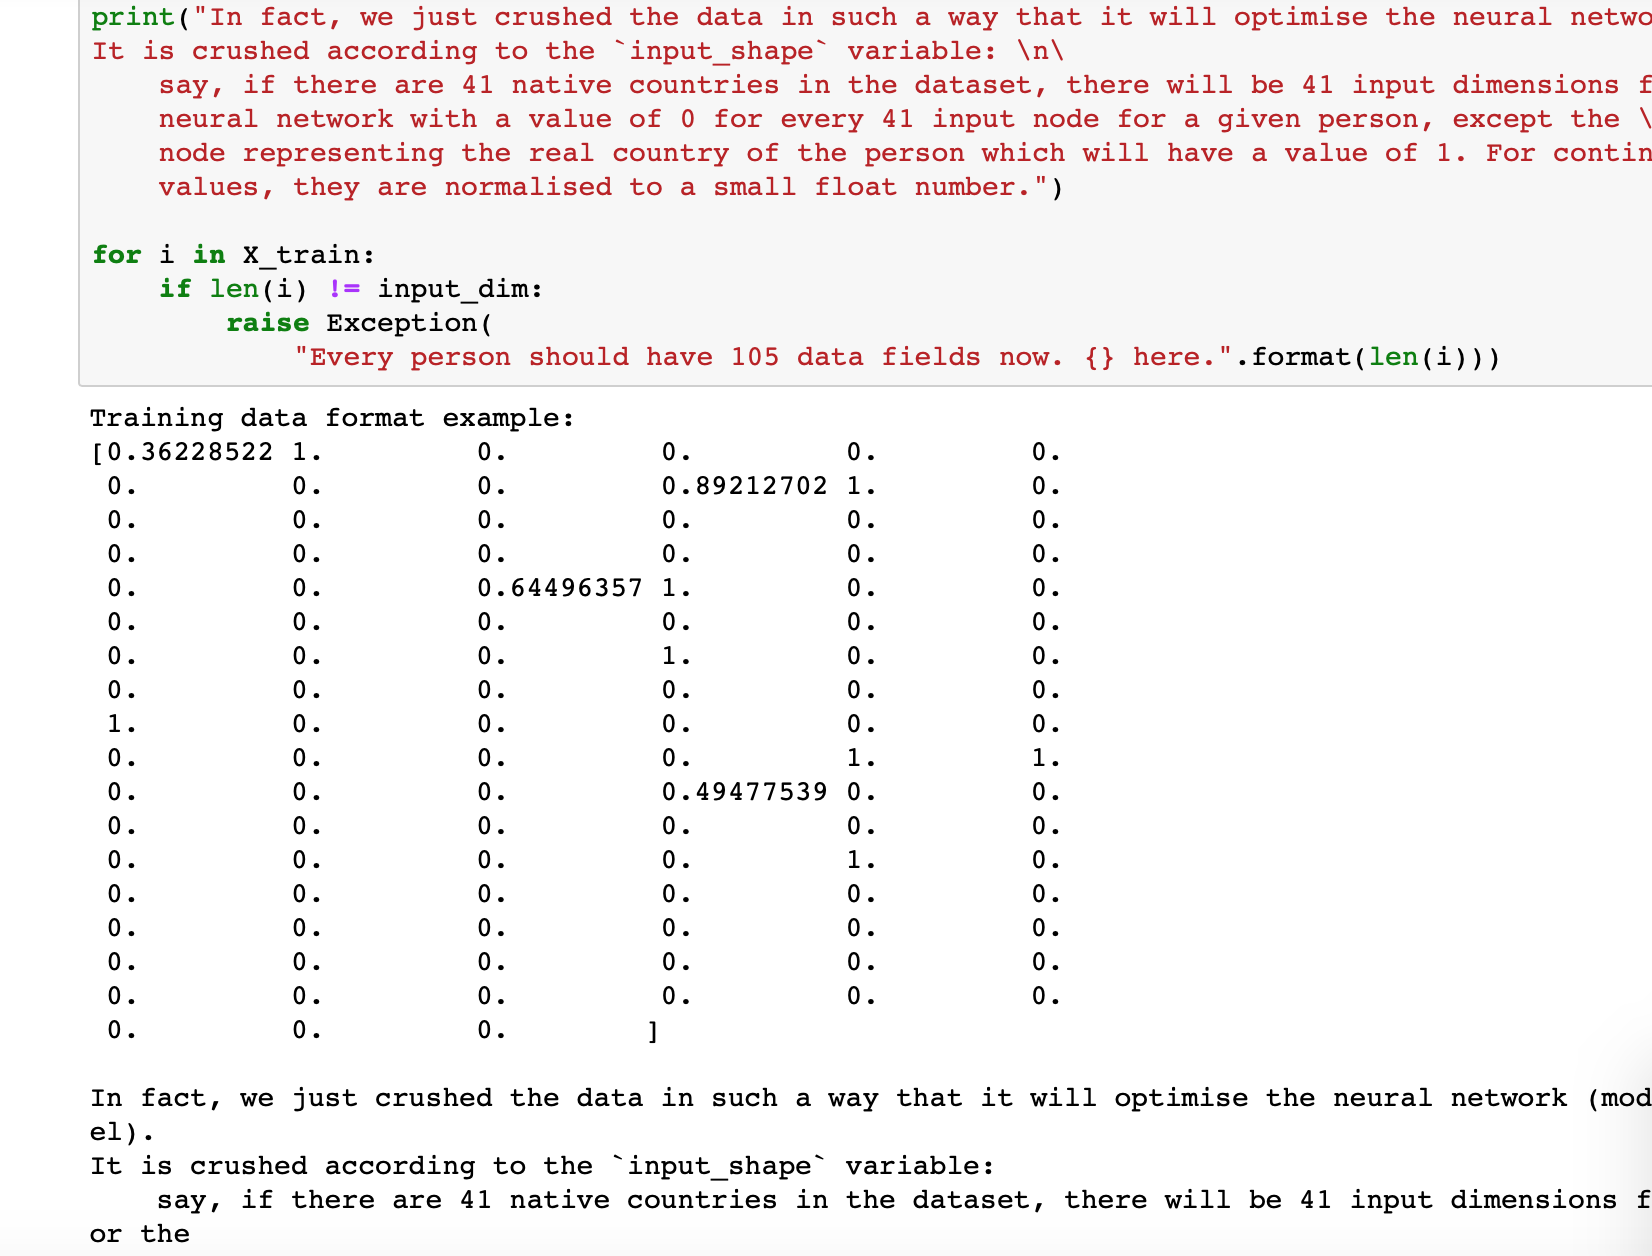 print("In fact, we just crushed the data in such a way that it will optimise the neural
It is crushed according to the `input_shape` variable: \n\
    say, if there are 41 native countries in the dataset, there will be 41 input dimensions
    neural network with a value of 0 for every 41 input node for a given person, except the \
    node representing the real country of the person which will have a value of 1. For
    values, they are normalised to a small float number.")
for i in X_train:
    if len(i) != input_dim:
        raise Exception(
            "Every person should have 105 data fields now. {} here.".format(len(i)))
Training data format example:
[0.36228522 1.         0.         0.         0.         0.
 0.         0.         0.         0.89212702 1.         0.
 0.         0.         0.         0.         0.         0.
 0.         0.         0.         0.         0.         0.
 0.         0.         0.64496357 1.         0.         0.
 0.         0.         0.         0.         0.         0.
 0.         0.         0.         1.         0.         0.
 0.         0.         0.         0.         0.         0.
 1.         0.         0.         0.         0.         0.
 0.         0.         0.         0.         1.         1.
 0.         0.         0.         0.49477539 0.         0.
 0.         0.         0.         0.         0.         0.
 0.         0.         0.         0.         1.         0.
 0.         0.         0.         0.         0.         0.
 0.         0.         0.         0.         0.         0.
 0.         0.         0.         0.         0.         0.
 0.         0.         0.         0.         0.         0.
 0.         0.         0.        ]
In fact, we just crushed the data in such a way that it will optimise the neural network (mod
el).
It is crushed according to the `input_shape` variable:
    say, if there are 41 native countries in the dataset, there will be 41 input dimensions f
or the